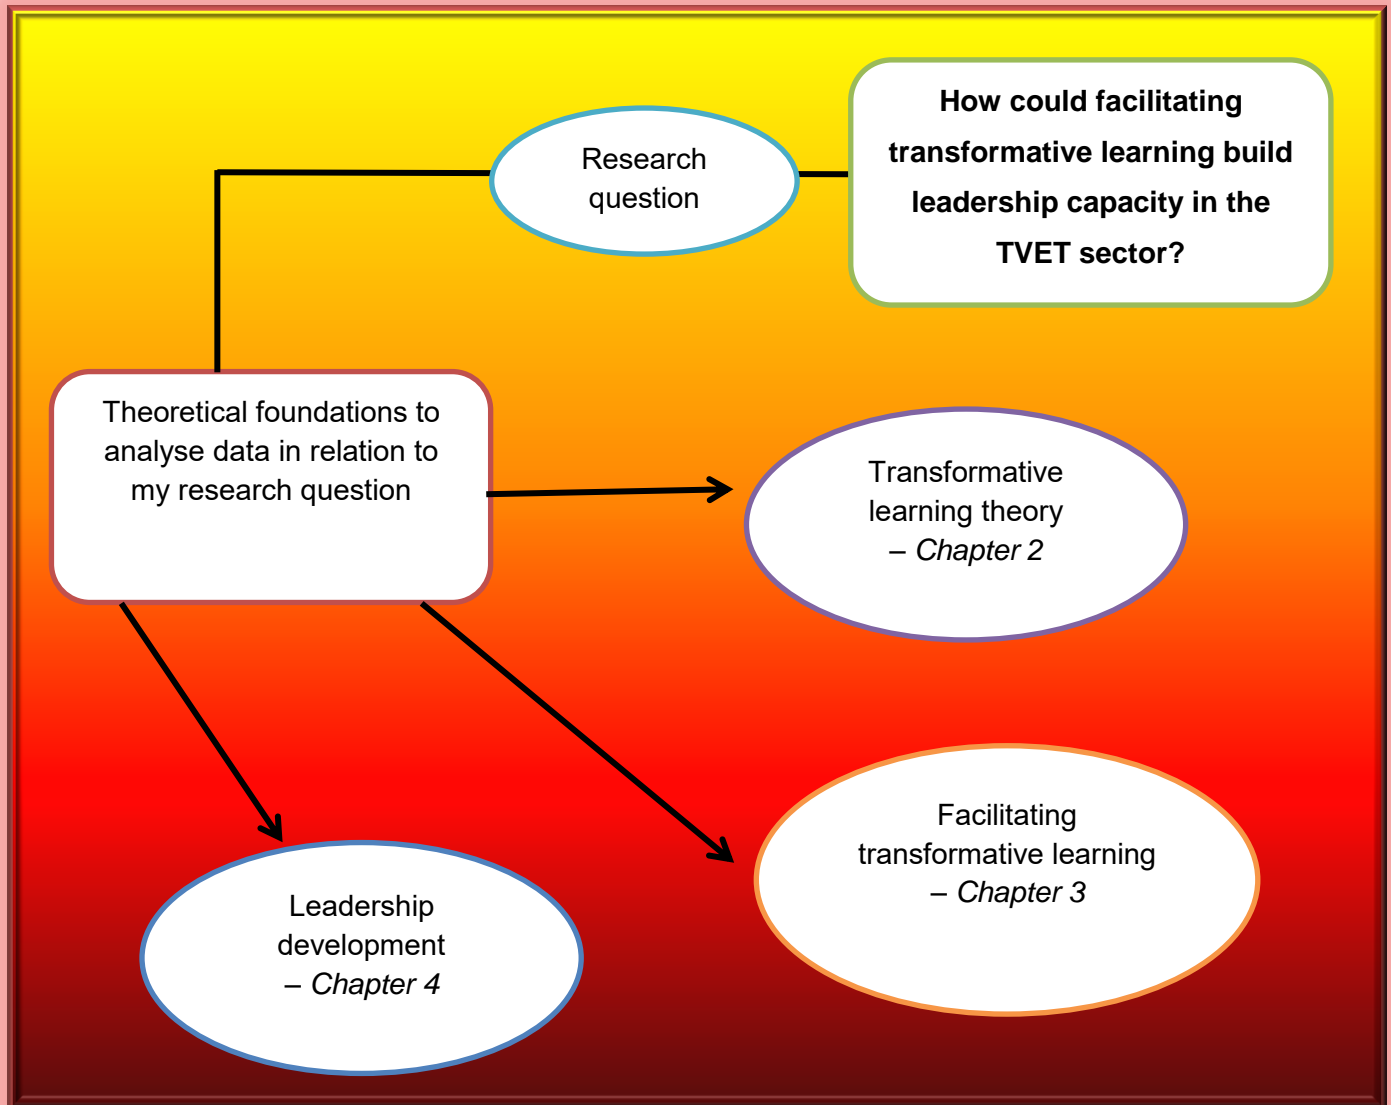 Research
question
How could facilitating
transformative learning build
leadership capacity in the
TVET sector?
Theoretical foundations to
analyse data in relation to
my research question
Transformative
learning theory
– Chapter 2
Facilitating
transformative learning
– Chapter 3
Leadership
development
– Chapter 4